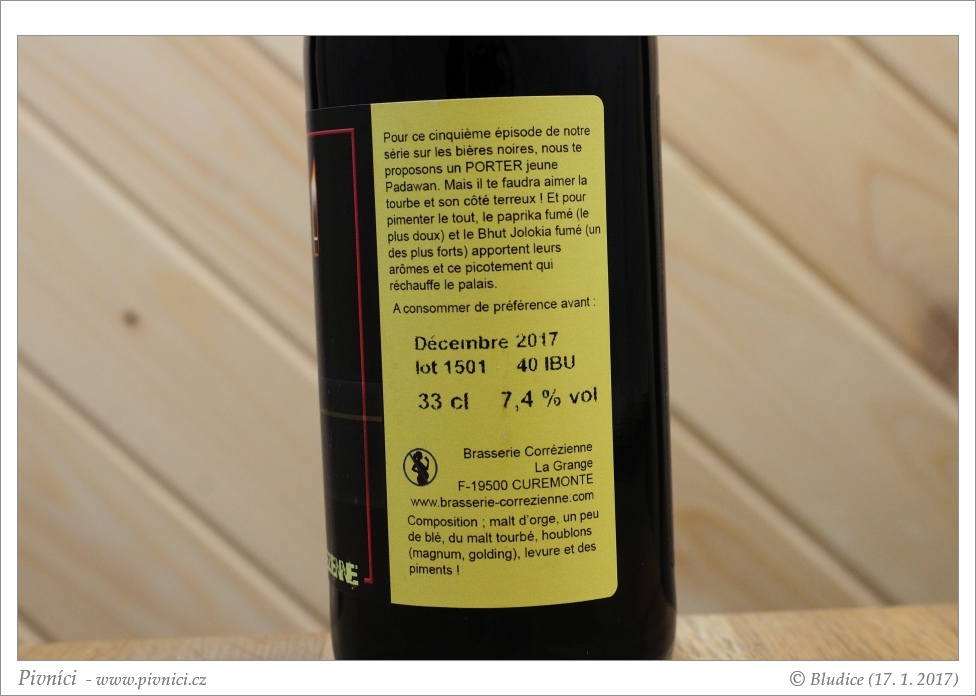 Pour ce cinquième épisode de notre
série sur les bières noires, nous te
proposons un PORTER jeune
Padawan. Mais il te faudra aimer la
tourbe et son côté terreux ! Et pour
pimenter le tout, le paprika fumé (le
plus doux) et le Bhut Jolokia fumé (un
des plus forts) apportent leurs
arômes et ce picotement qui
réchauffe le palais.
A consommer de préférence avant :
Décembre 2017
lot 1501 40 IBU
33 cl 7,4 % vol
Brasserie Corrézienne
La Grange
F-19500 CUREMONTE
www.brasserie-correzienne.com
Composition ; malt d'orge, un peu
de blé, du malt tourbé, houblons
(magnum, golding), levure et des
piments !
Pivníci - www.pivnici.cz
© Bludice (17. 1. 2017)